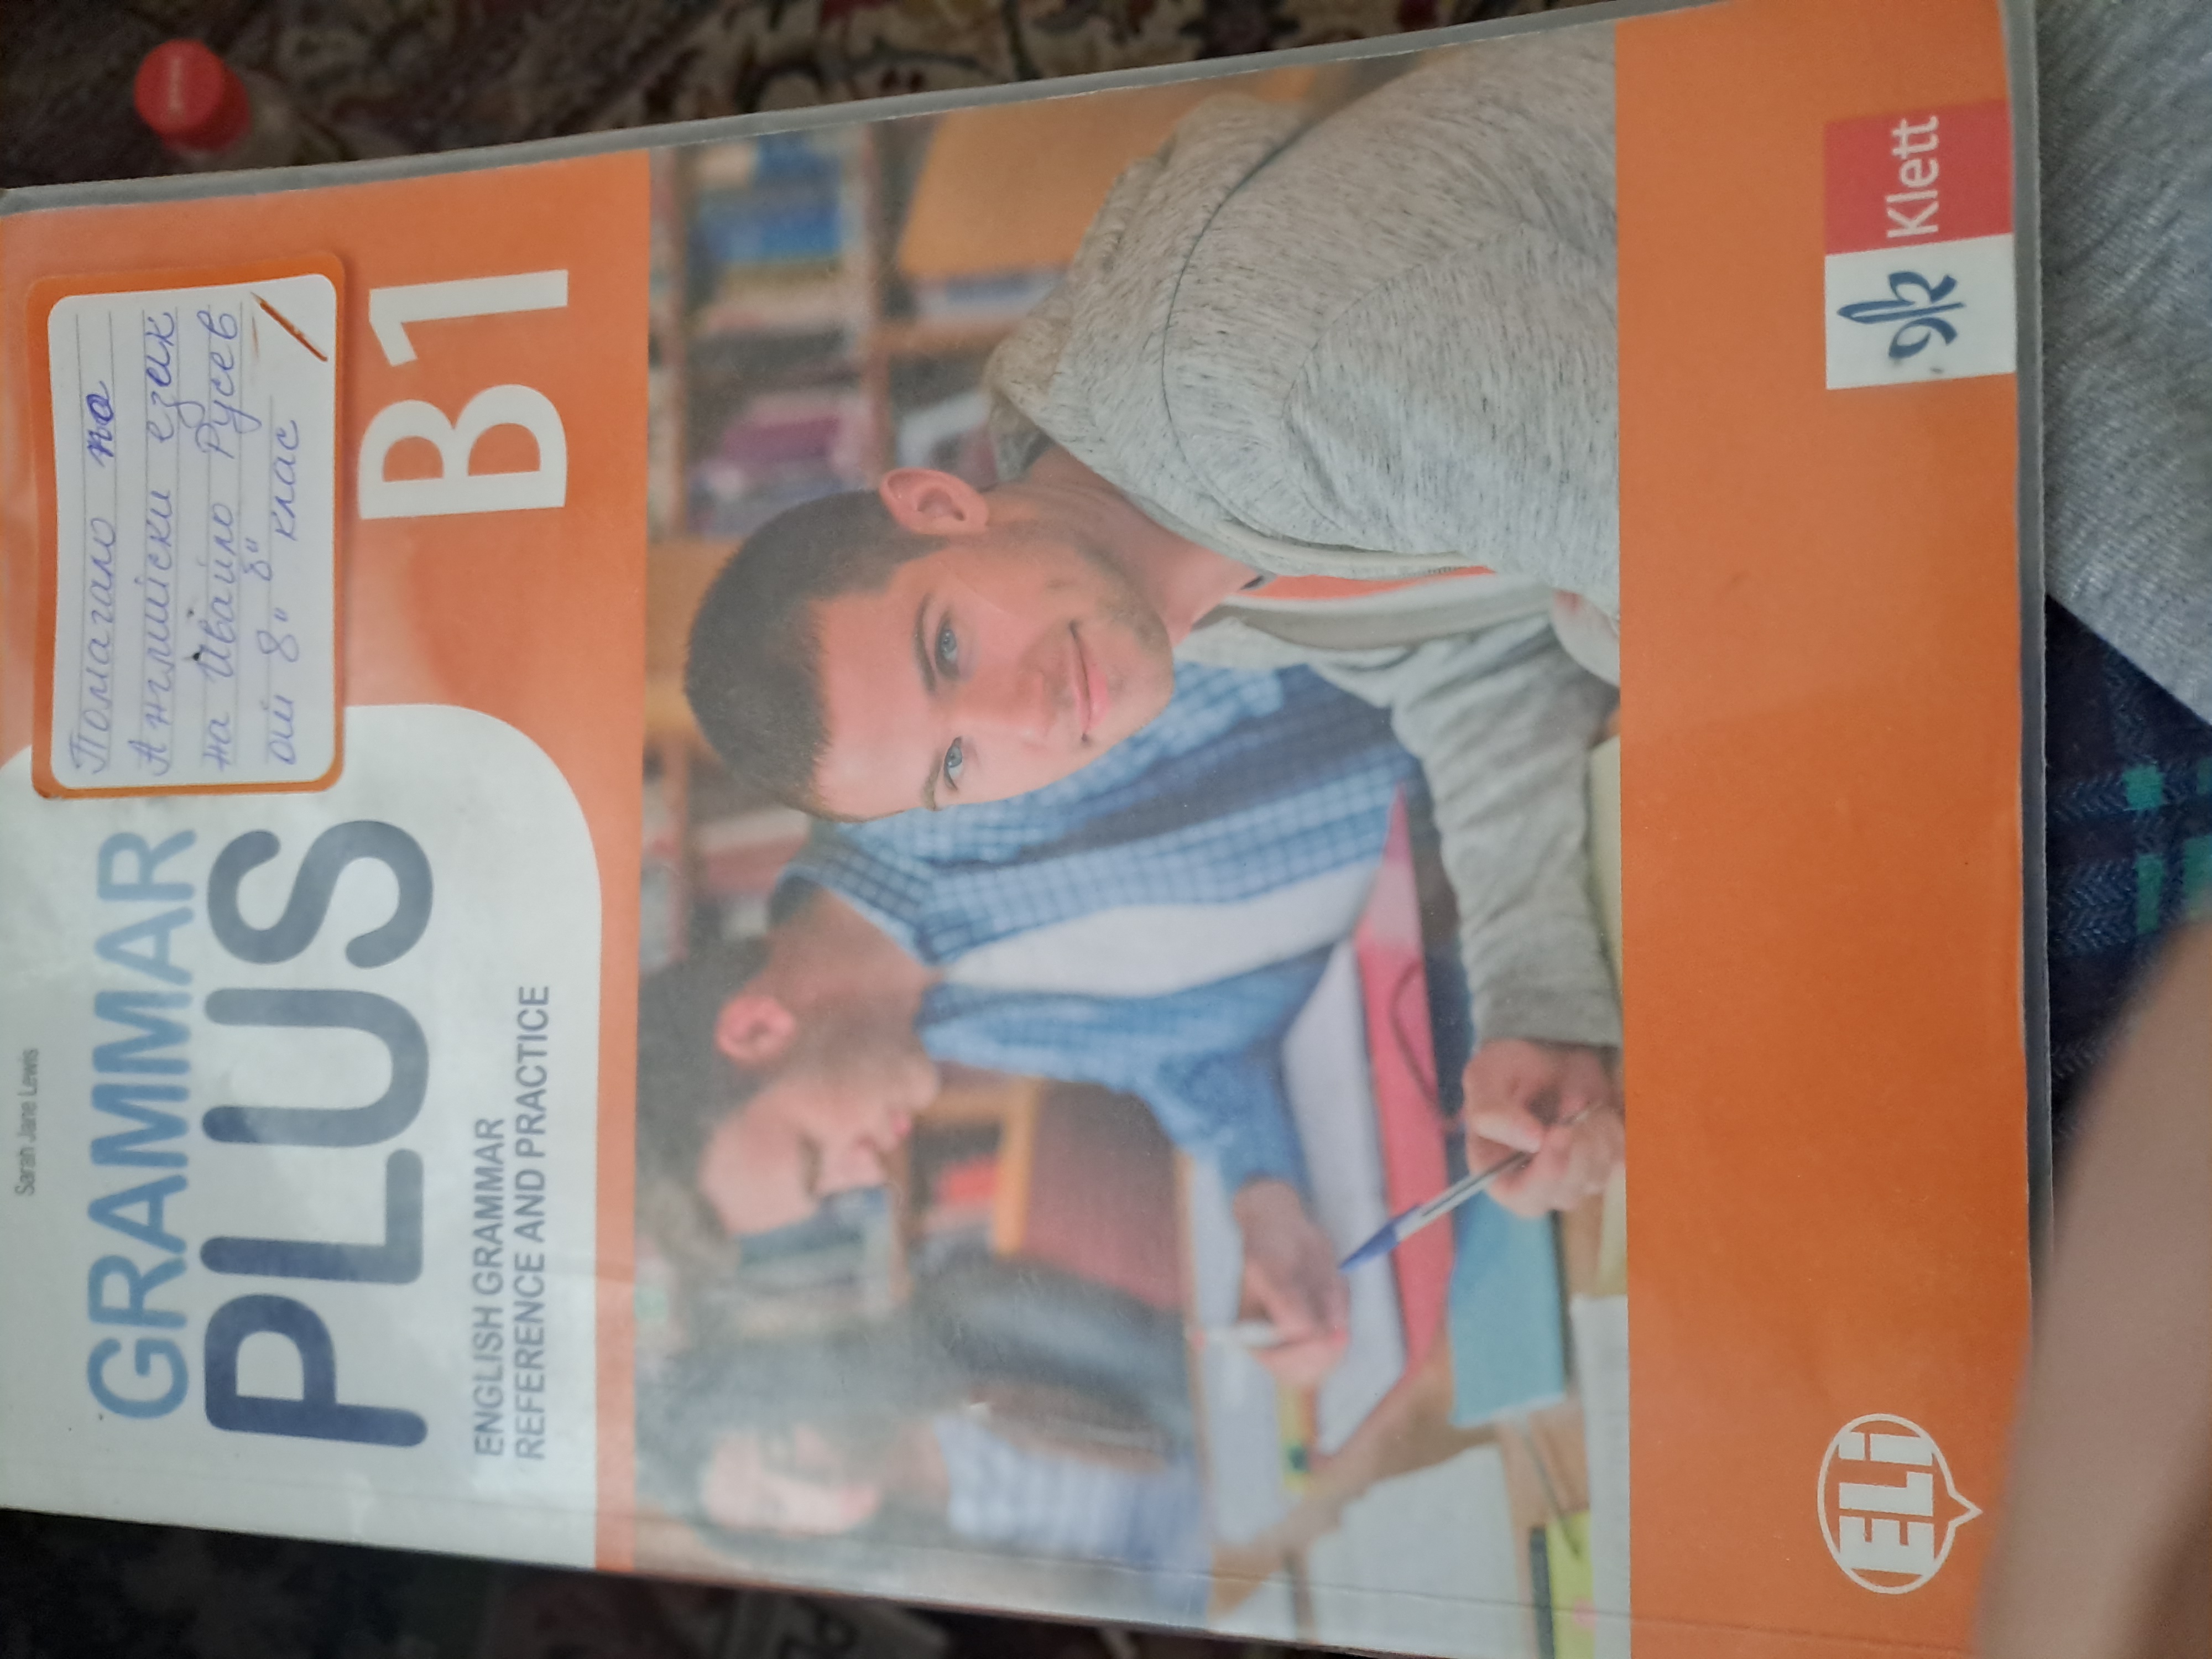 Sarah Jane Lewis
GRAMMAR
PLUS
B1
ENGLISH GRAMMAR
REFERENCE AND PRACTICE
Помагало по
Английски език
на Ивайло Русев
от 8" б" клас
ELi
Klett